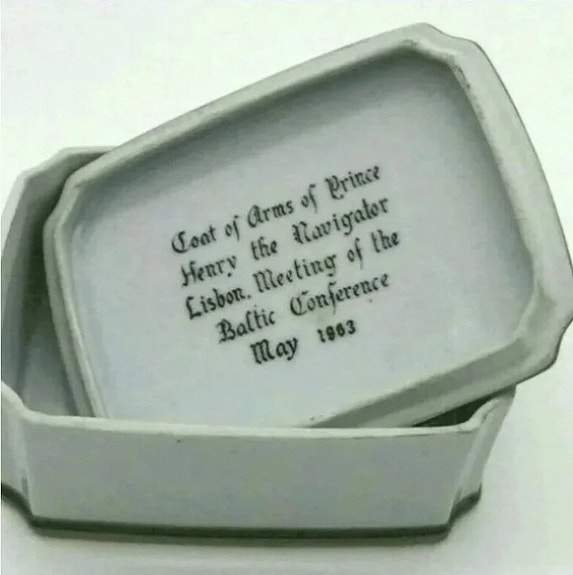 Coat of Arms of Prince
Henry the Navigator
Lisbon. Meeting of the
Baltic Conference
May 1963